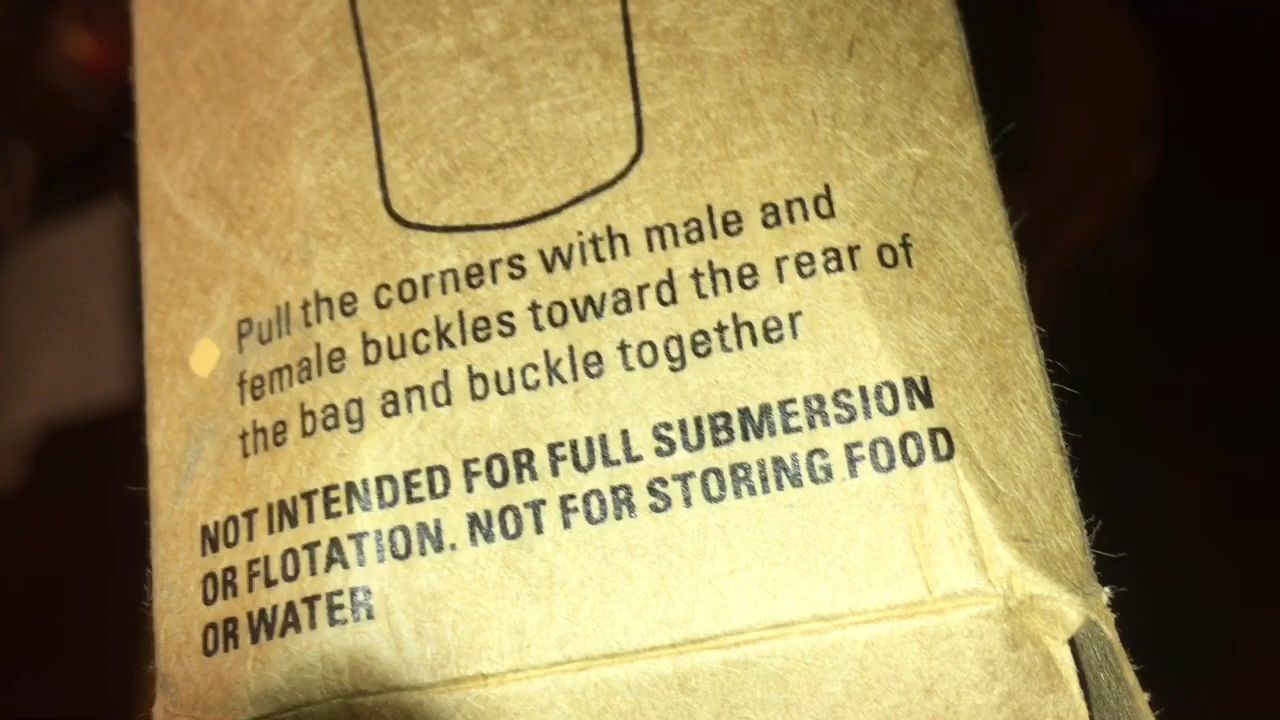 Pull the corners with male and
female buckles toward the rear of
the bag and buckle together
NOT INTENDED FOR FULL SUBMERSION
OR FLOTATION. NOT FOR STORING FOOD
OR WATER